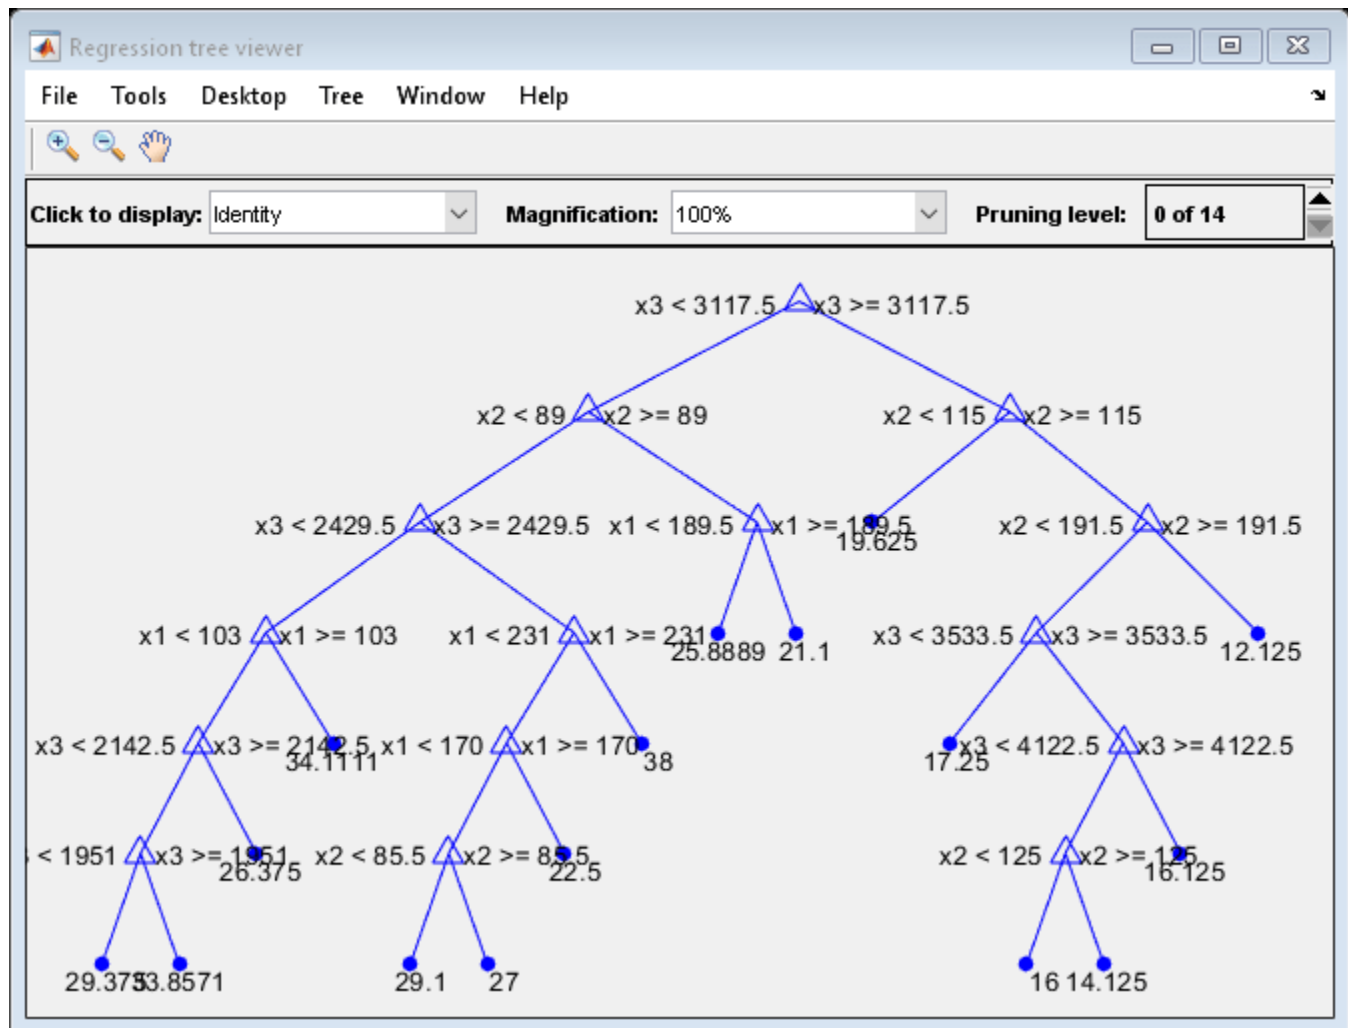 Regression tree viewer
File Tools Desktop Tree Window Help
Click to display: Identity Magnification: 100% Pruning level: 0 of 14
x3 < 3117.5 x3 >= 3117.5
x2 < 89 x2 >= 89 x2 < 115 x2 >= 115
x3 < 2429.5 x3 >= 2429.5 x1 < 189.5 x1 >= 189.5 x2 < 191.5 x2 >= 191.5
19.625
x1 < 103 x1 >= 103 x1 < 231 x1 >= 231 x3 < 3533.5 x3 >= 3533.5
25.8889 21.1 12.125
x3 < 2142.5 x3 >= 2142.5 x1 < 170 x1 >= 170 x3 < 4122.5 x3 >= 4122.5
34.1111 38 17.25
< 1951 x3 >= 1951 x2 < 85.5 x2 >= 85.5 x2 < 125 x2 >= 125
26.375 22.5 16.125
29.375 33.8571 29.1 27 16 14.125